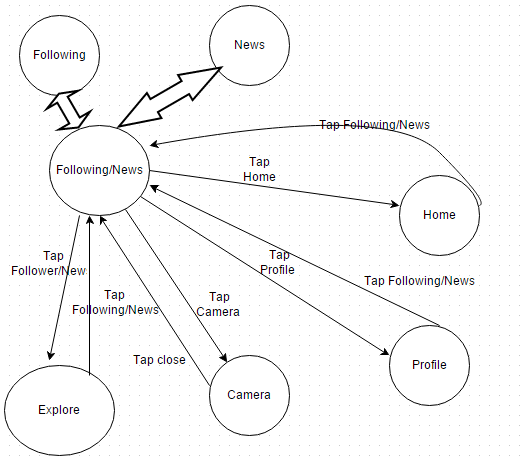 News
Following
Tap Following/News
Following/News
Tap
Home
Home
Tap
Follower/New
Tap
Profile
Tap Following/News
Tap
Following/News
Tap
Camera
Tap close
Profile
Explore
Camera